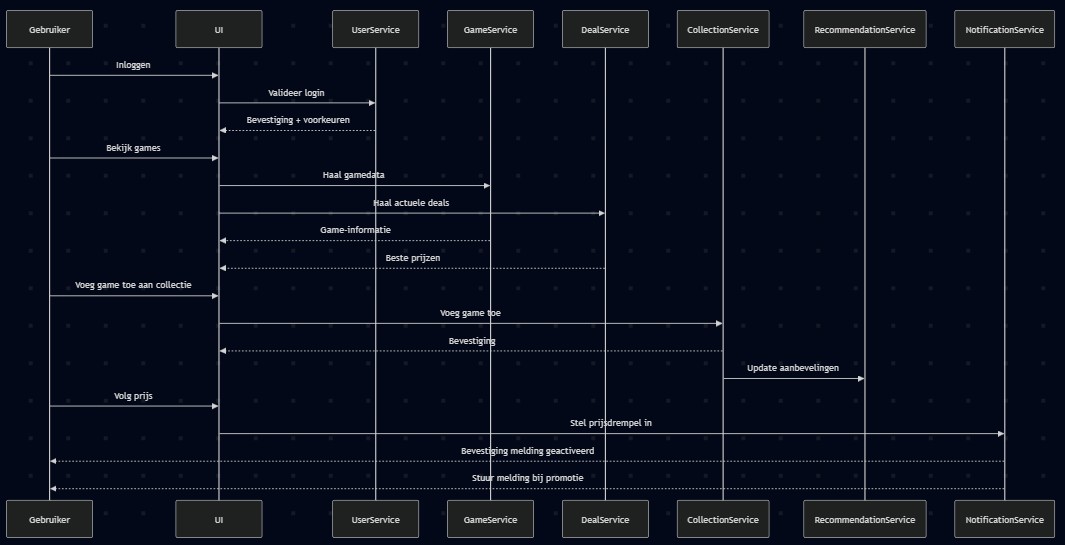 Gebruiker
UI
UserService
GameService
DealService
CollectionService
RecommendationService
NotificationService
Inloggen
Valideer login
Bevestiging + voorkeuren
Bekijk games
Haal gamedata
Haal actuele deals
Game-informatie
Beste prijzen
Voeg game toe aan collectie
Voeg game toe
Bevestiging
Update aanbevelingen
Volg prijs
Stel prijsdrempel in
Bevestiging melding geactiveerd
Stuur melding bij promotie
Gebruiker
UI
UserService
GameService
DealService
CollectionService
RecommendationService
NotificationService